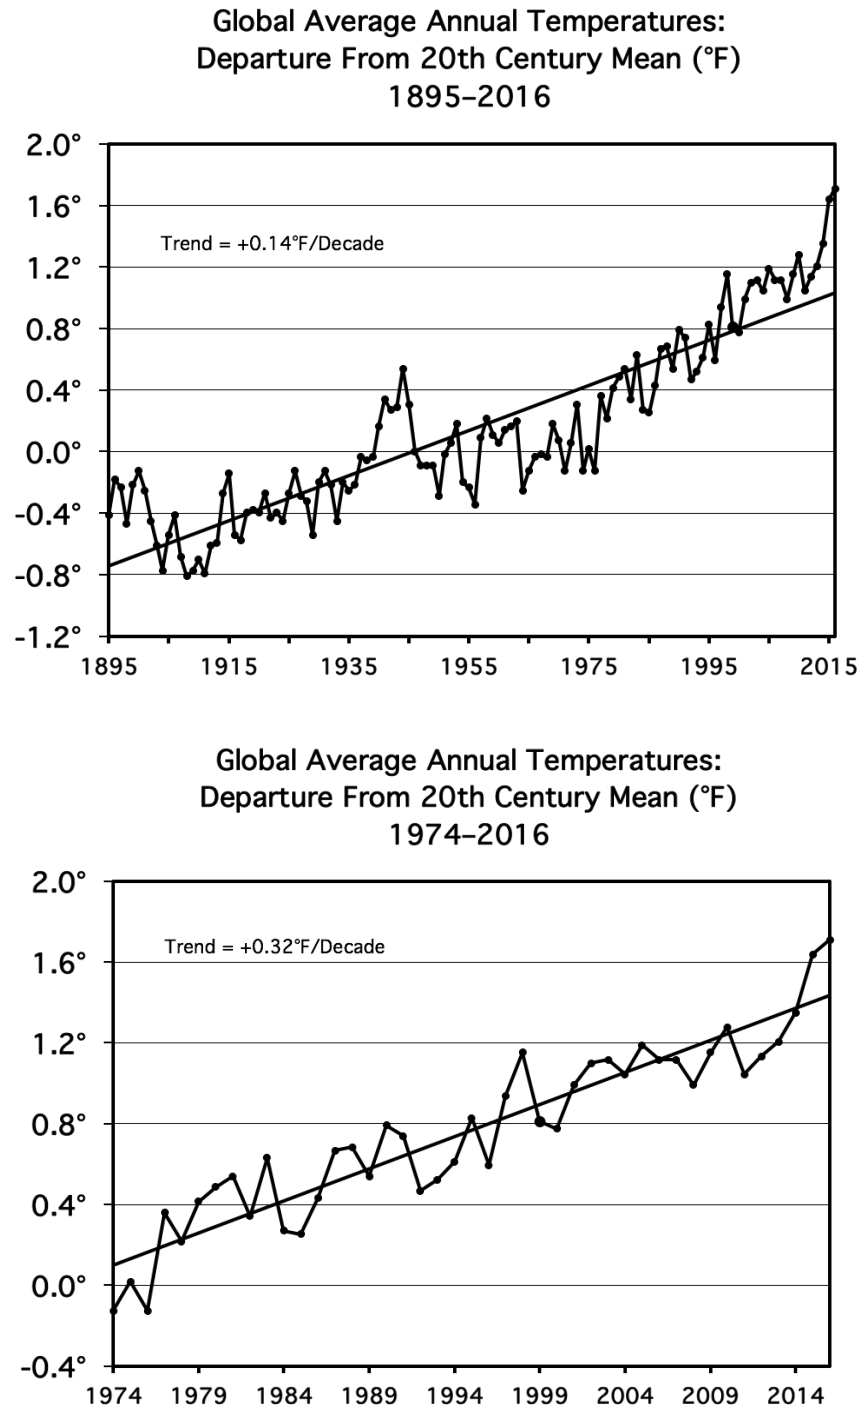 Global Average Annual Temperatures:
Departure From 20th Century Mean (°F)
1895–2016
2.0°
1.6°
Trend = +0.14°F/Decade
1.2°
0.8°
0.4°
0.0°
-0.4°
-0.8°
-1.2°
1895 1915 1935 1955 1975 1995 2015
Global Average Annual Temperatures:
Departure From 20th Century Mean (°F)
1974–2016
2.0°
Trend = +0.32°F/Decade
1.6°
1.2°
0.8°
0.4°
0.0°
-0.4°
1974 1979 1984 1989 1994 1999 2004 2009 2014